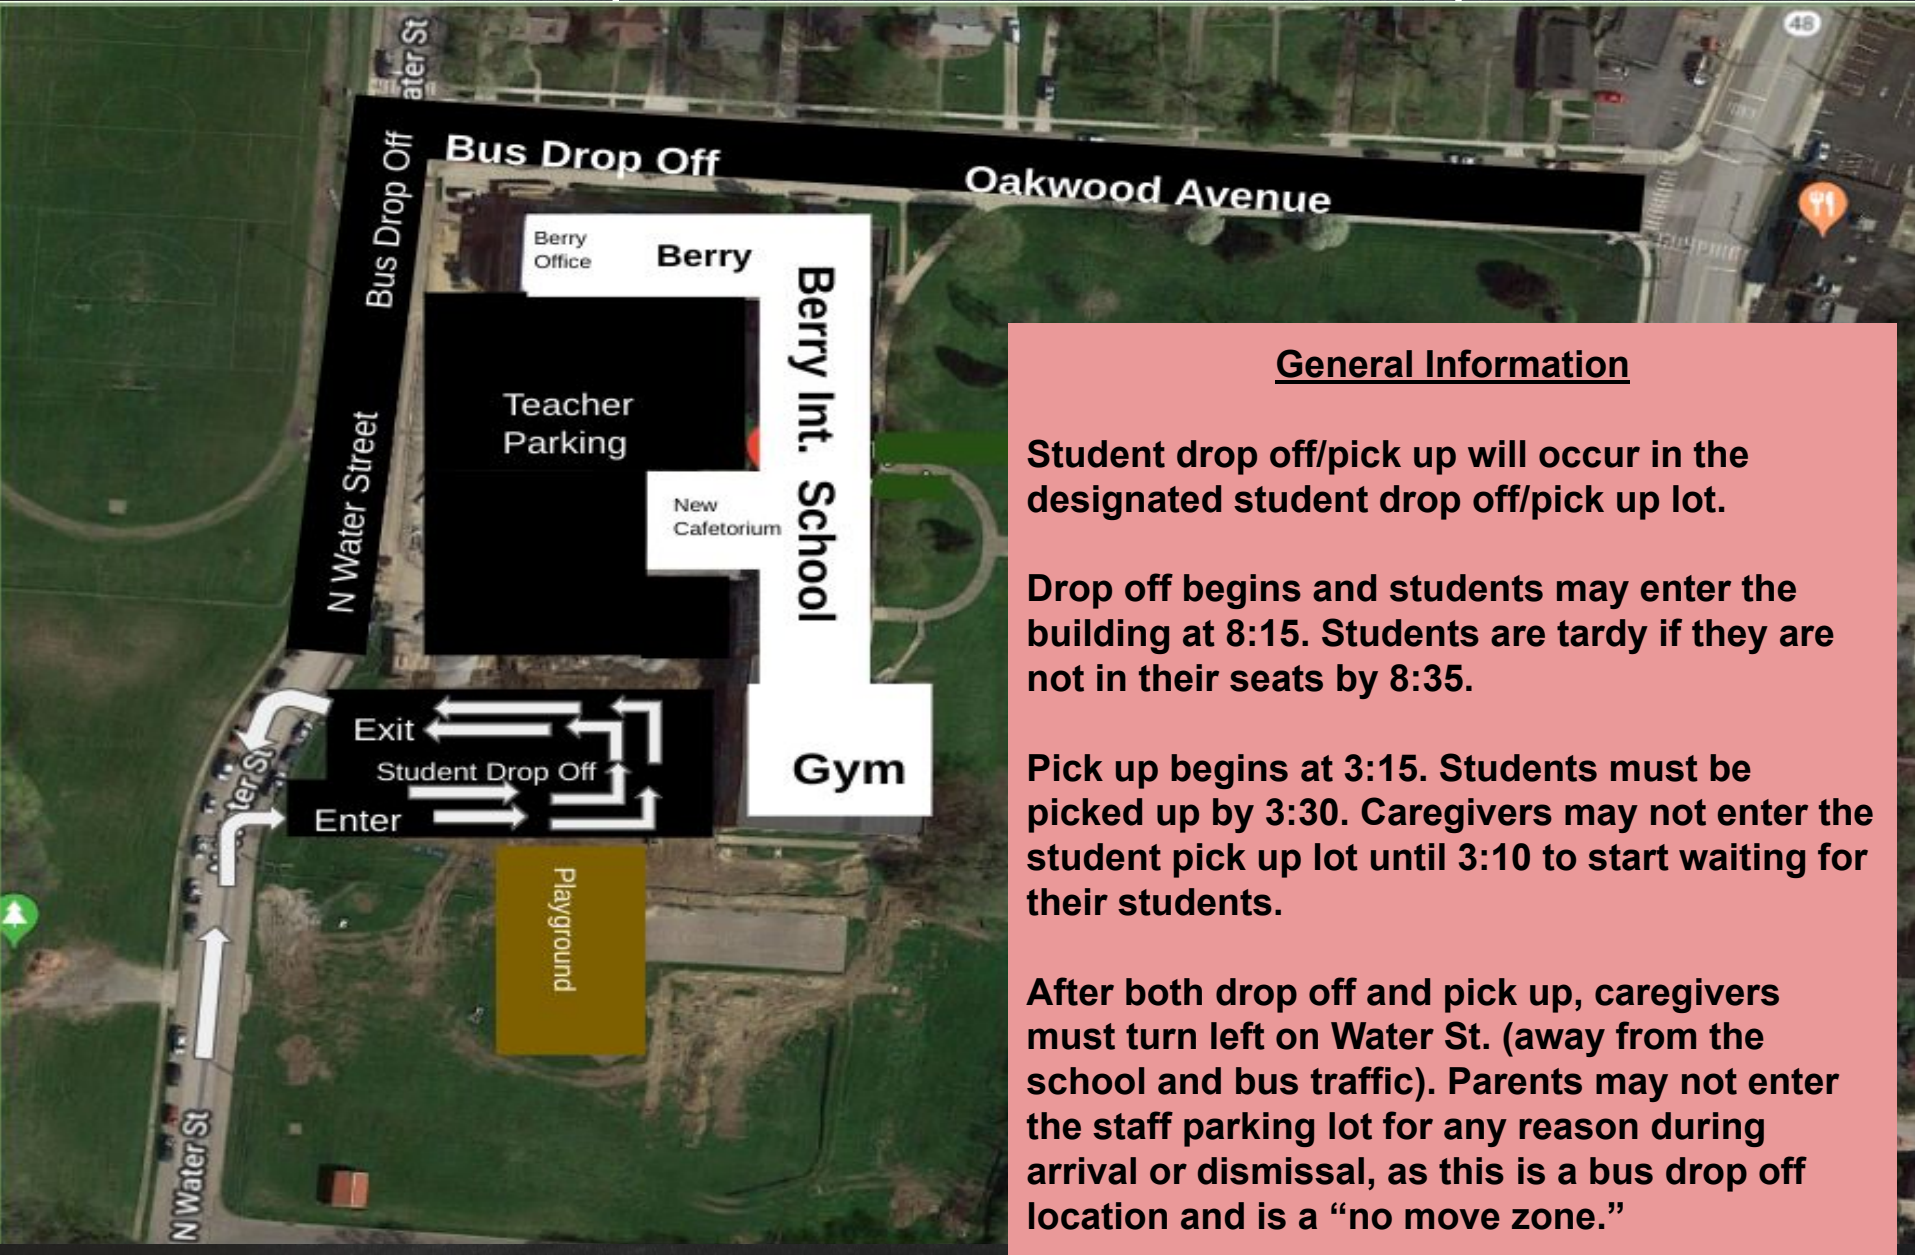 ater St
48
Bus Drop Off
Oakwood Avenue
Bus Drop Off
N Water Street
Berry
Office
Berry
Berry Int. School
Teacher
Parking
New
Cafetorium
Exit
Student Drop Off
Enter
Gym
ter St
Playground
N Water St
General Information
Student drop off/pick up will occur in the
designated student drop off/pick up lot.
Drop off begins and students may enter the
building at 8:15. Students are tardy if they are
not in their seats by 8:35.
Pick up begins at 3:15. Students must be
picked up by 3:30. Caregivers may not enter the
student pick up lot until 3:10 to start waiting for
their students.
After both drop off and pick up, caregivers
must turn left on Water St. (away from the
school and bus traffic). Parents may not enter
the staff parking lot for any reason during
arrival or dismissal, as this is a bus drop off
location and is a “no move zone.”